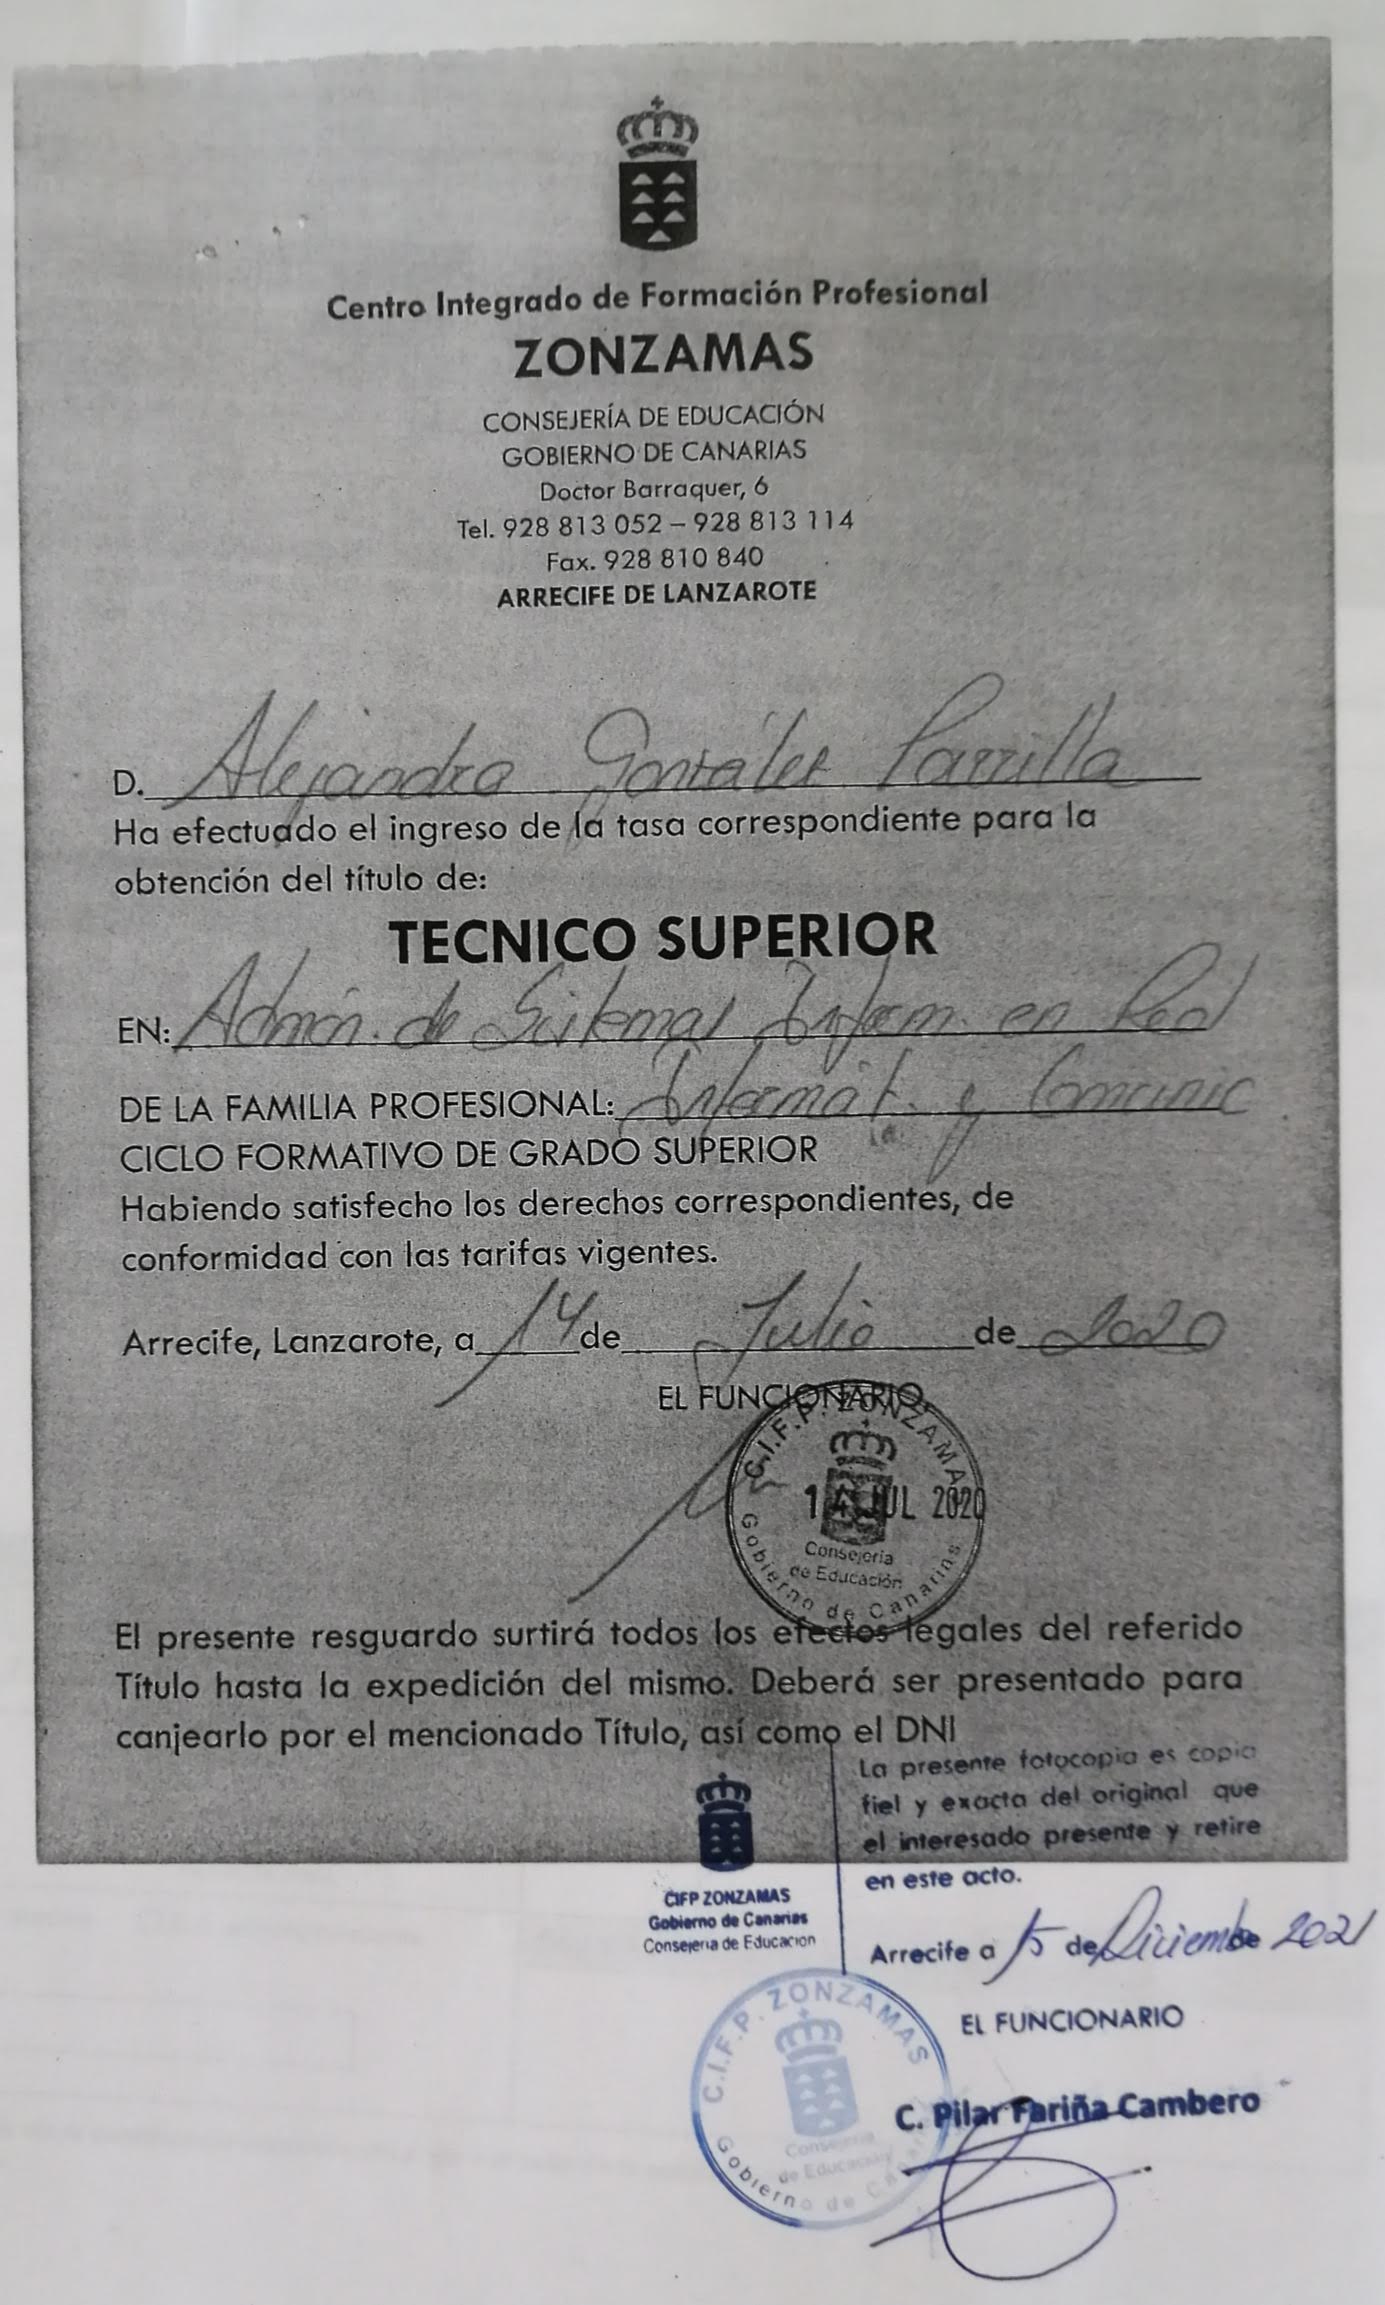 Centro Integrado de Formación Profesional
ZONZAMAS
CONSEJERÍA DE EDUCACIÓN
GOBIERNO DE CANARIAS
Doctor Barraquer, 6
Tel. 928 813 052 – 928 813 114
Fax. 928 810 840
ARRECIFE DE LANZAROTE
D. Alejandro González Parrilla
Ha efectuado el ingreso de la tasa correspondiente para la
obtención del título de:
TECNICO SUPERIOR
EN: Admón. de Sistemas Inform. en Red
DE LA FAMILIA PROFESIONAL: Informát. y Comunic
CICLO FORMATIVO DE GRADO SUPERIOR
Habiendo satisfecho los derechos correspondientes, de
conformidad con las tarifas vigentes.
Arrecife, Lanzarote, a 14 de Julio de 2020
EL FUNCIONARIO,
C.I.F.P. ZONZAMAS
14 JUL 2020
Consejería
de Educación
Gobierno de Canarias
El presente resguardo surtirá todos los efectos legales del referido
Título hasta la expedición del mismo. Deberá ser presentado para
canjearlo por el mencionado Título, así como el DNI
La presente fotocopia es copia
fiel y exacta del original que
el interesado presente y retire
en este acto.
CIFP ZONZAMAS
Gobierno de Canarias
Consejería de Educación
Arrecife a 15 de Diciembre de 2021
EL FUNCIONARIO
C. Pilar Fariña Cambero
C.I.F.P. ZONZAMAS
Consejería
de Educación
Gobierno de Canarias